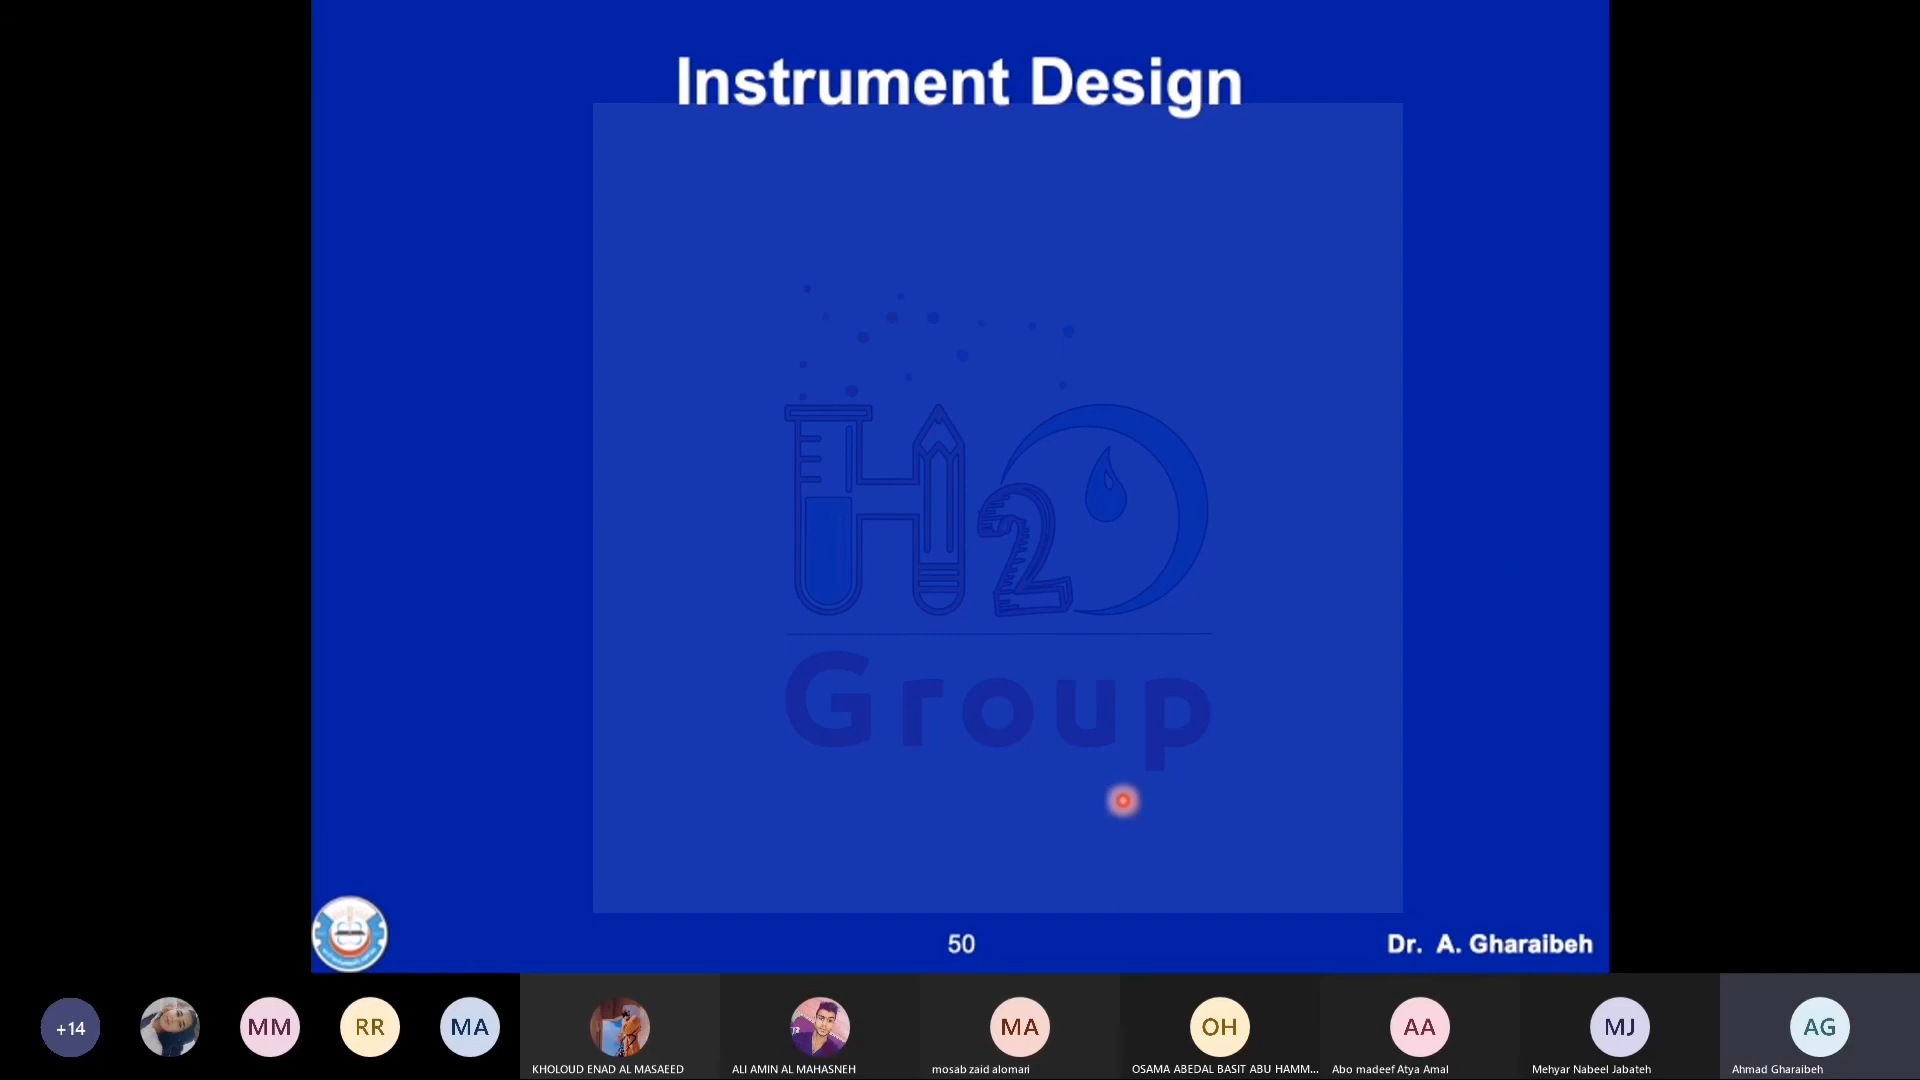 Instrument Design
H2O
Group
50
Dr. A. Gharaibeh
+14
MM
RR
MA
MA
OH
AA
MJ
AG
KHOLOUD ENAD AL MASAEED
ALI AMIN AL MAHASNEH
mosab zaid alomari
OSAMA ABEDAL BASIT ABU HAMM...
Abo madeef Atya Amal
Mehyar Nabeel Jabateh
Ahmad Gharaibeh